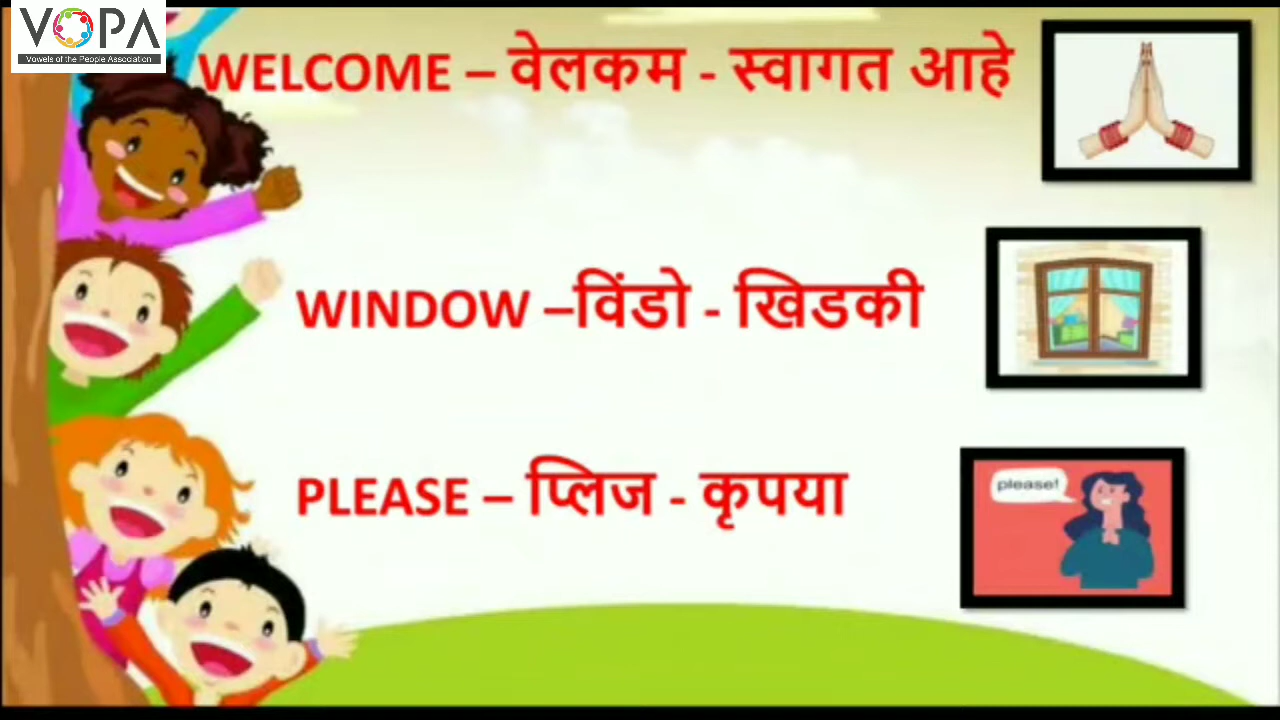 VOPA
Vowels of the People Association
WELCOME – वेलकम - स्वागत आहे
WINDOW –विंडो - खिडकी
PLEASE – प्लिज - कृपया
please!